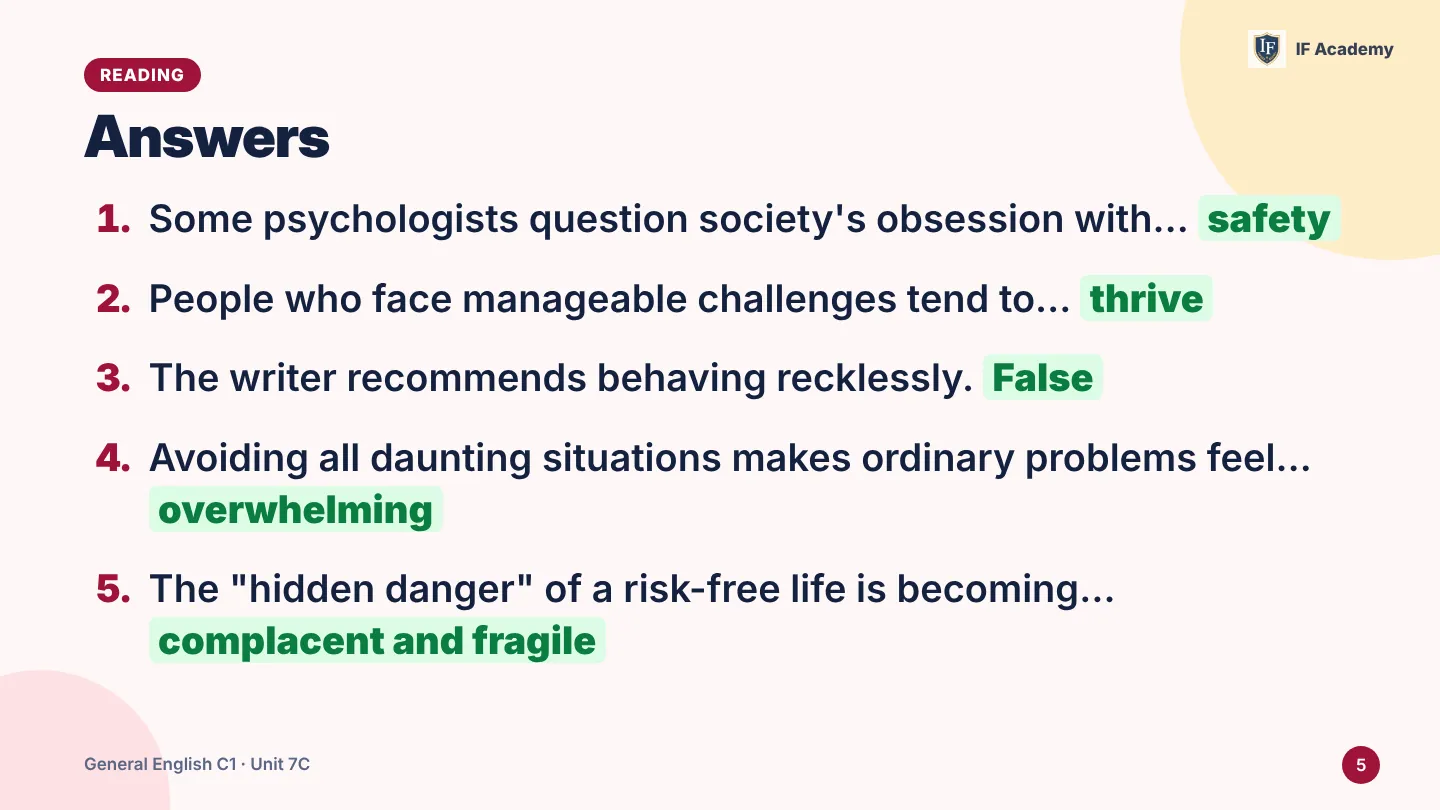 IF Academy
READING
Answers
1. Some psychologists question society's obsession with... safety
2. People who face manageable challenges tend to... thrive
3. The writer recommends behaving recklessly. False
4. Avoiding all daunting situations makes ordinary problems feel...
overwhelming
5. The "hidden danger" of a risk-free life is becoming...
complacent and fragile
General English C1 · Unit 7C
5